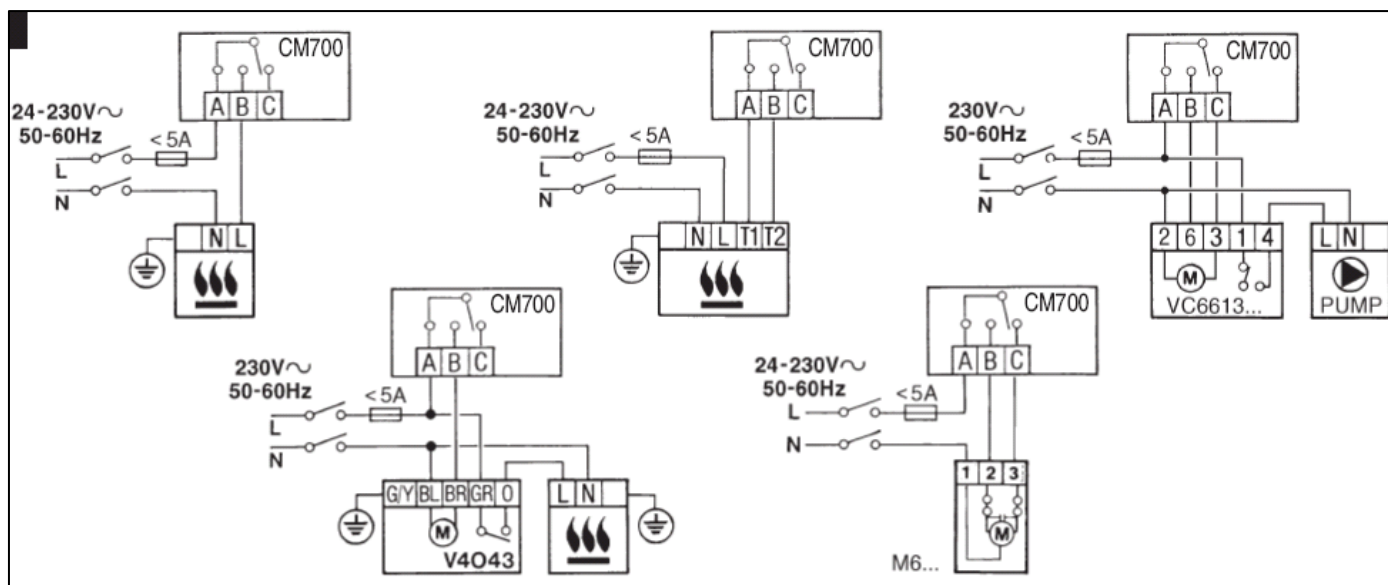 CM700
A B C
24-230V~
50-60Hz
<5A
L
N
N L
CM700
A B C
24-230V~
50-60Hz
<5A
L
N
N L T1 T2
CM700
A B C
230V~
50-60Hz
<5A
L
N
2 6 3 1 4
M
VC6613...
L N
PUMP
CM700
A B C
230V~
50-60Hz
<5A
L
N
G/Y BL BR GR O
M
V4O43
L N
CM700
A B C
24-230V~
50-60Hz
<5A
L
N
1 2 3
M
M6...